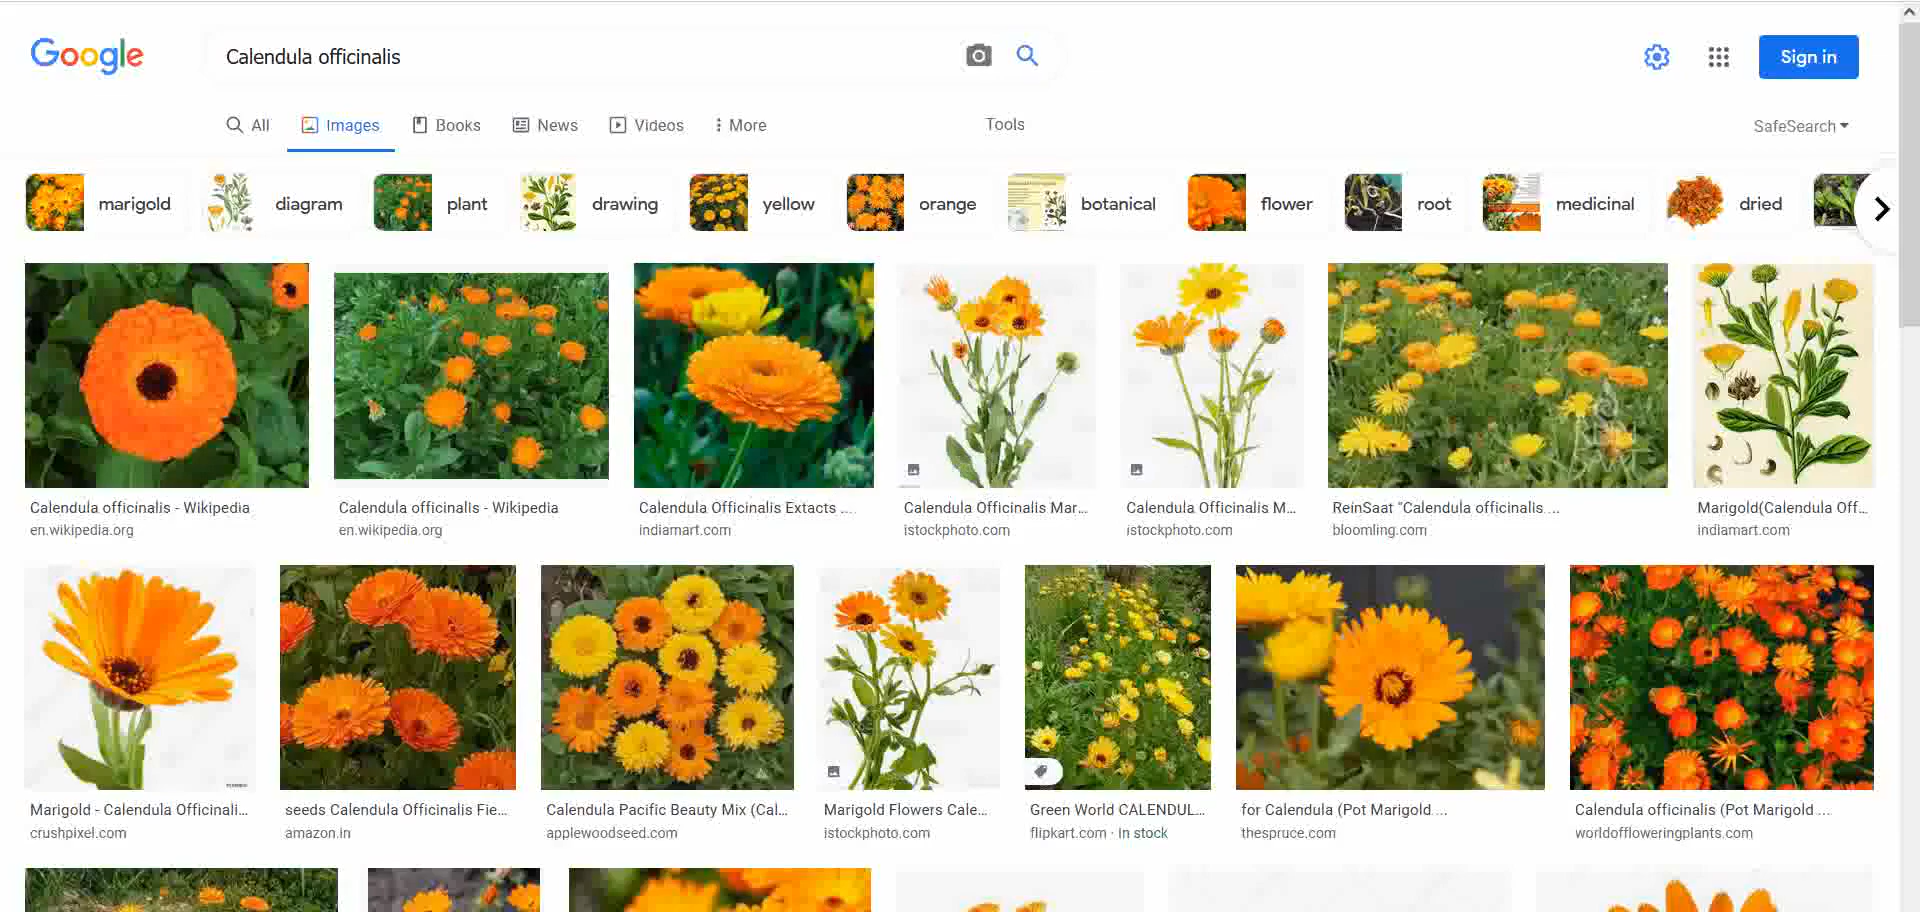 Google
Calendula officinalis
Sign in
All
Images
Books
News
Videos
More
Tools
SafeSearch
marigold
diagram
plant
drawing
yellow
orange
botanical
flower
root
medicinal
dried
Calendula officinalis - Wikipedia
en.wikipedia.org
Calendula officinalis - Wikipedia
en.wikipedia.org
Calendula Officinalis Extacts ...
indiamart.com
Calendula Officinalis Mar...
istockphoto.com
Calendula Officinalis M...
istockphoto.com
ReinSaat "Calendula officinalis ...
bloomling.com
Marigold(Calendula Off...
indiamart.com
Marigold - Calendula Officinali...
crushpixel.com
seeds Calendula Officinalis Fie...
amazon.in
Calendula Pacific Beauty Mix (Cal...
applewoodseed.com
Marigold Flowers Cale...
istockphoto.com
Green World CALENDUL...
flipkart.com · In stock
for Calendula (Pot Marigold ...
thespruce.com
Calendula officinalis (Pot Marigold ...
worldoffloweringplants.com